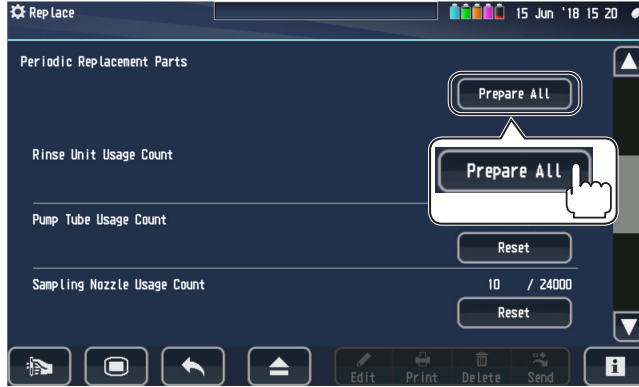 Replace
15 Jun '18 15 20
Periodic Replacement Parts
Prepare All
Rinse Unit Usage Count
Prepare All
Pump Tube Usage Count
Reset
Sampling Nozzle Usage Count
10 / 24000
Reset
Edit Print Delete Send
i